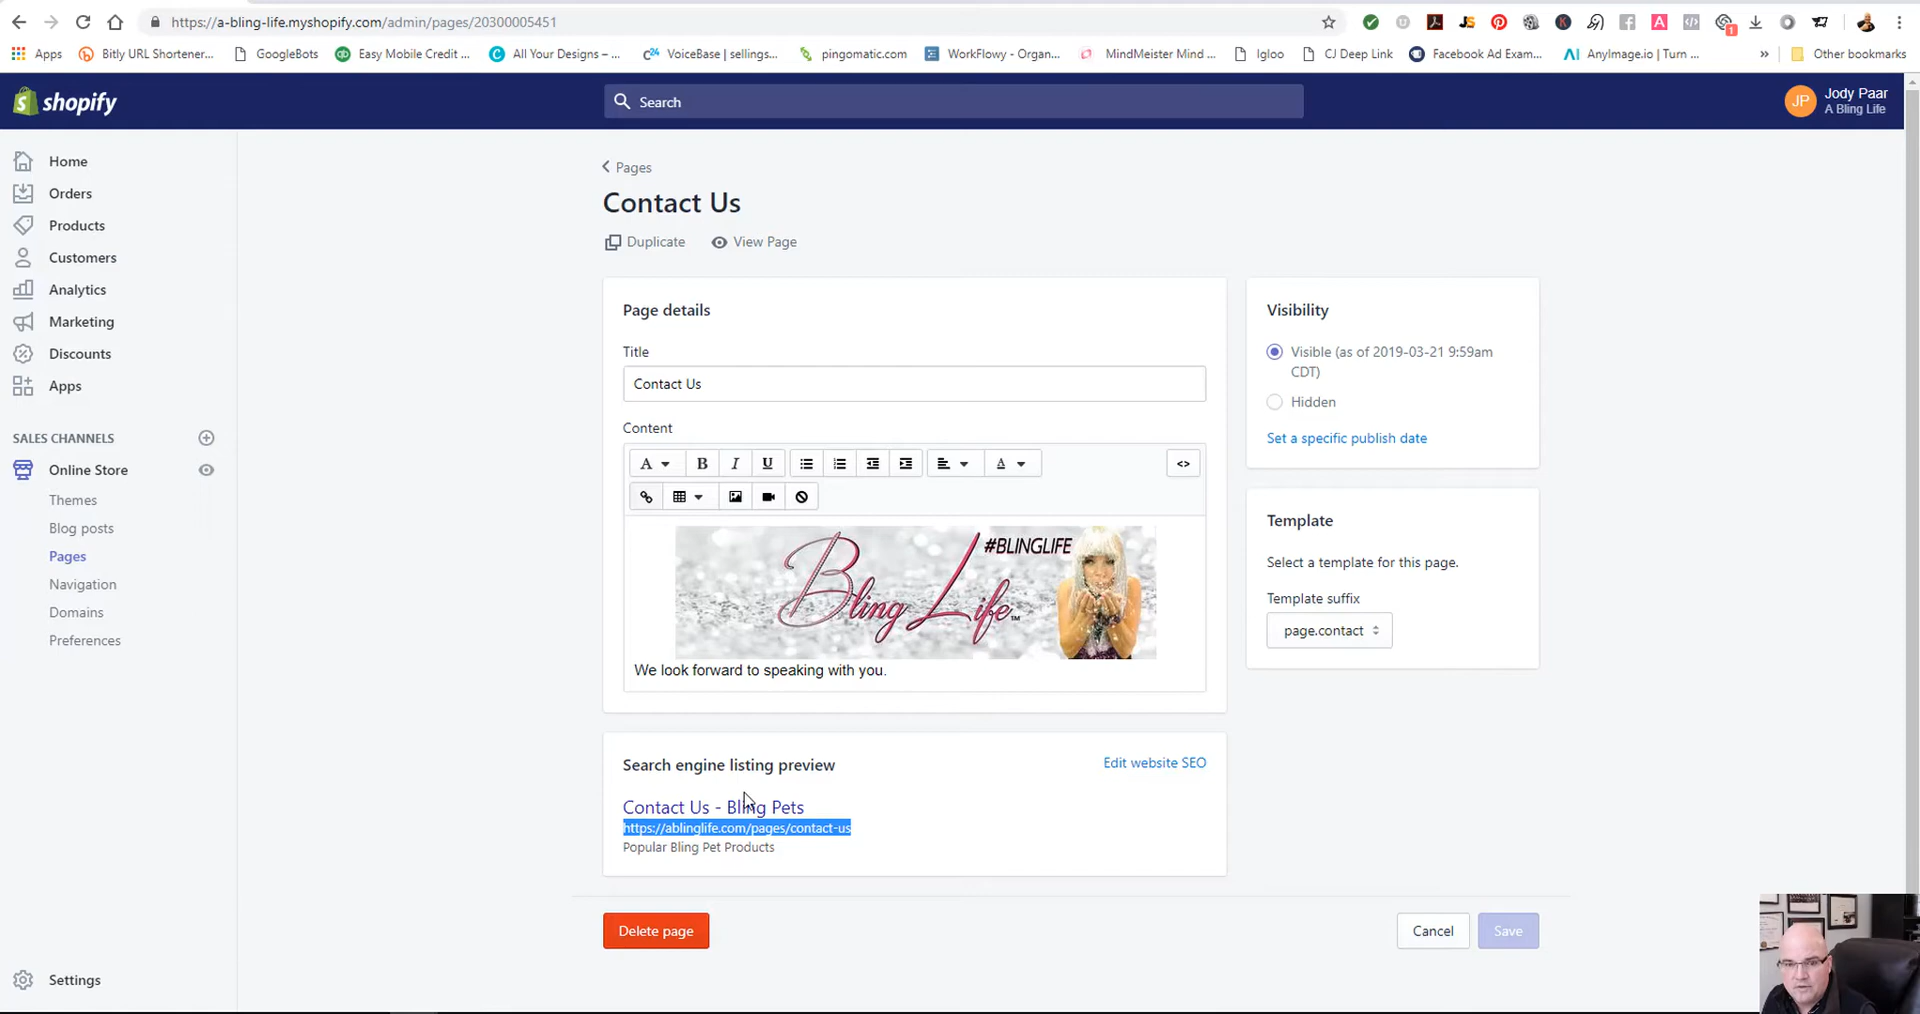 https://a-bling-life.myshopify.com/admin/pages/20300005451
Apps
Bitly URL Shortener...
GoogleBots
Easy Mobile Credit ...
All Your Designs – ...
VoiceBase | sellings...
pingomatic.com
WorkFlowy - Organ...
MindMeister Mind ...
Igloo
CJ Deep Link
Facebook Ad Exam...
AnyImage.io | Turn ...
»
Other bookmarks
shopify
Search
JP
Jody Paar
A Bling Life
Home
Orders
Products
Customers
Analytics
Marketing
Discounts
Apps
SALES CHANNELS
Online Store
Themes
Blog posts
Pages
Navigation
Domains
Preferences
Settings
Pages
Contact Us
Duplicate
View Page
Page details
Title
Contact Us
Content
A B I U A <>
#BLINGLIFE
Bling Life™
We look forward to speaking with you.
Search engine listing preview
Edit website SEO
Contact Us - Bling Pets
https://ablinglife.com/pages/contact-us
Popular Bling Pet Products
Delete page
Cancel
Save
Visibility
Visible (as of 2019-03-21 9:59am
CDT)
Hidden
Set a specific publish date
Template
Select a template for this page.
Template suffix
page.contact